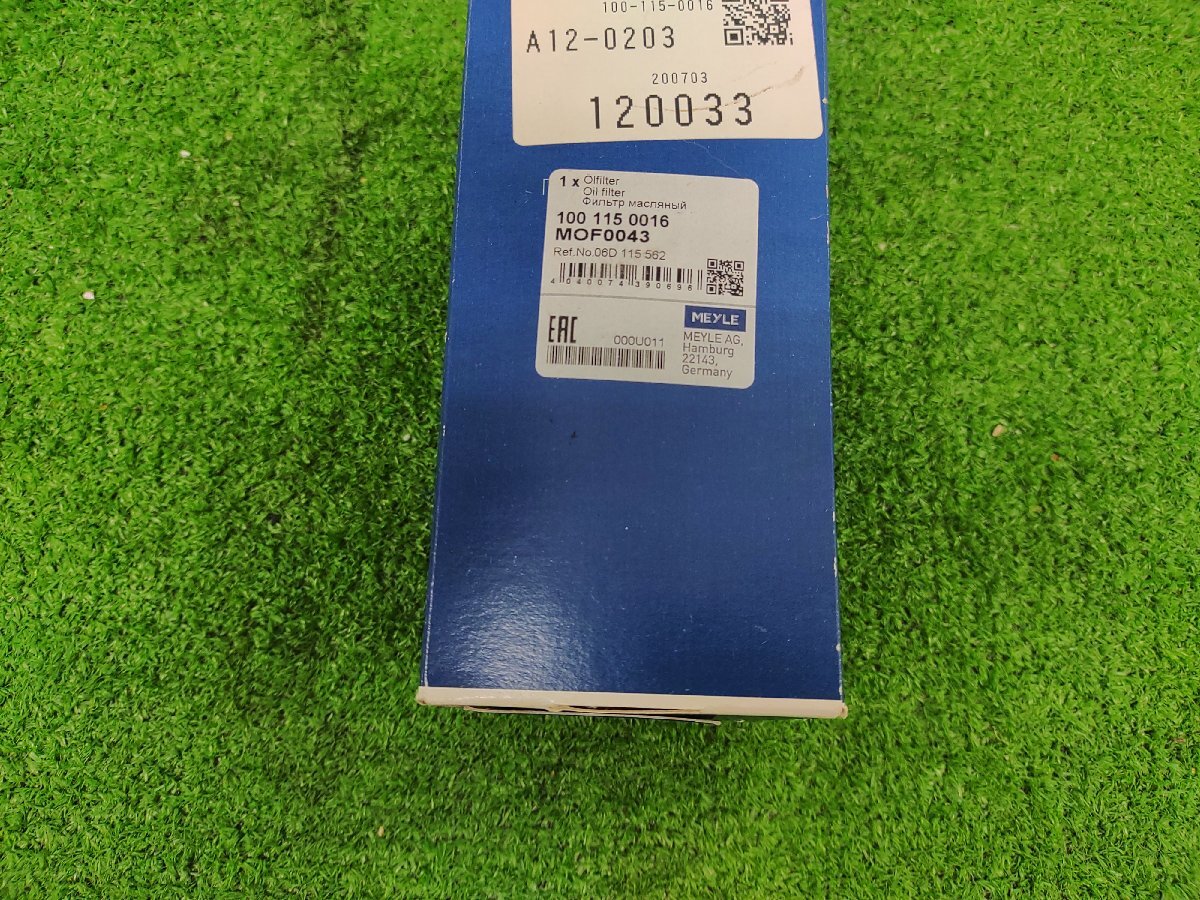 100-115-0016
A12-0203
200703
120033
1 x Ölfilter
Oil filter
Фильтр масляный
100 115 0016
MOF0043
Ref.No.06D 115 562
4 040074 390696
EAC
000U011
MEYLE
MEYLE AG,
Hamburg
22143,
Germany